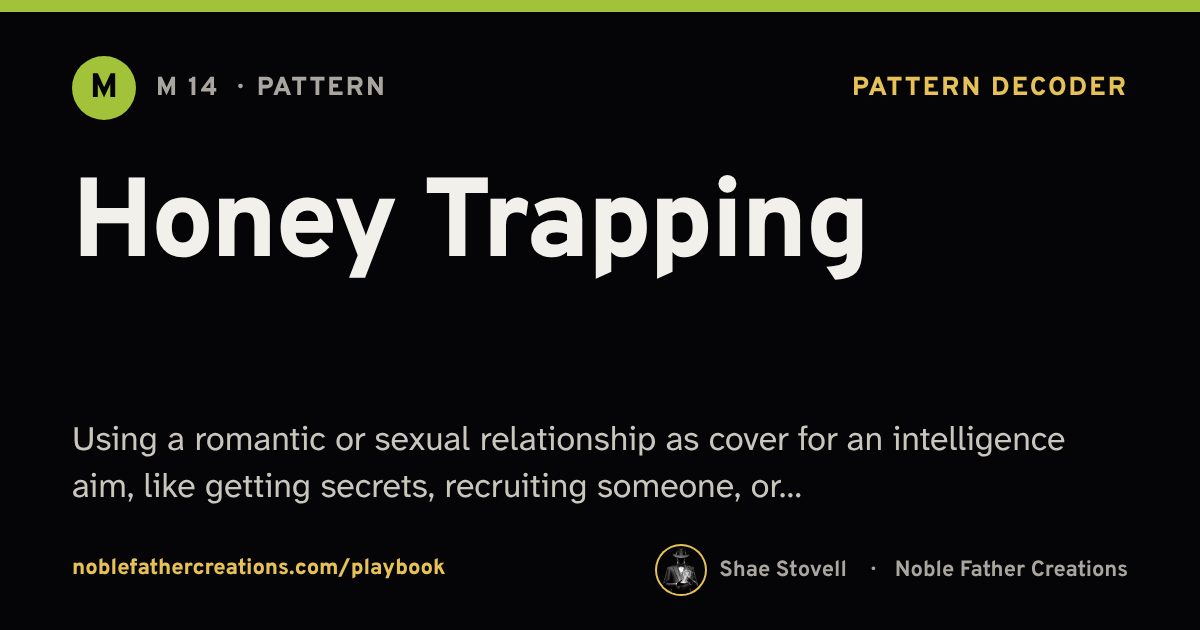 M
M 14 · PATTERN
PATTERN DECODER
Honey Trapping
Using a romantic or sexual relationship as cover for an intelligence
aim, like getting secrets, recruiting someone, or...
noblefathercreations.com/playbook
Shae Stovell · Noble Father Creations